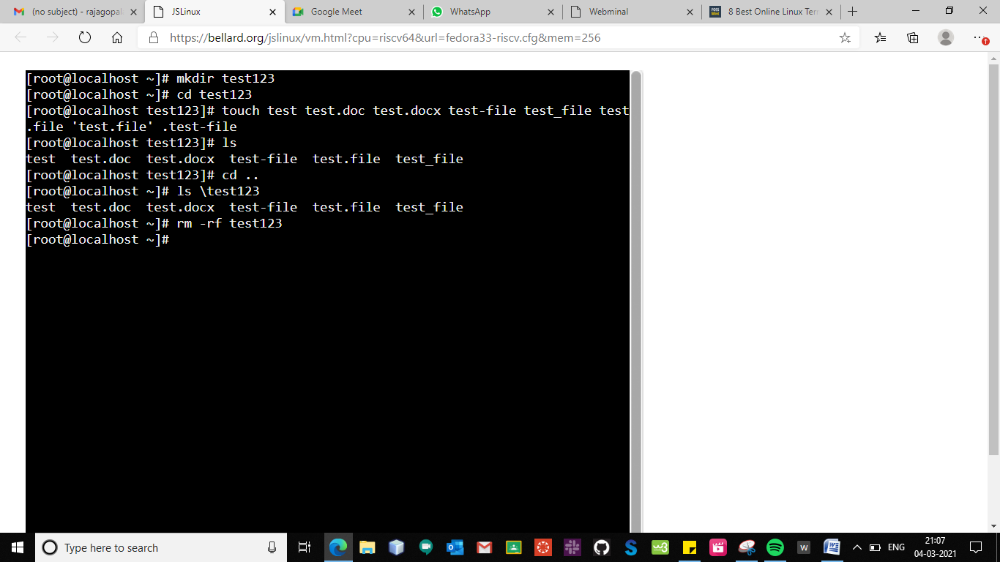 (no subject) - rajagopal
JSLinux
Google Meet
WhatsApp
Webminal
8 Best Online Linux Tern
https://bellard.org/jslinux/vm.html?cpu=riscv64&url=fedora33-riscv.cfg&mem=256
[root@localhost ~]# mkdir test123
[root@localhost ~]# cd test123
[root@localhost test123]# touch test test.doc test.docx test-file test_file test
.file 'test.file' .test-file
[root@localhost test123]# ls
test  test.doc  test.docx  test-file  test.file  test_file
[root@localhost test123]# cd ..
[root@localhost ~]# ls \test123
test  test.doc  test.docx  test-file  test.file  test_file
[root@localhost ~]# rm -rf test123
[root@localhost ~]#
Type here to search
ENG
21:07
04-03-2021